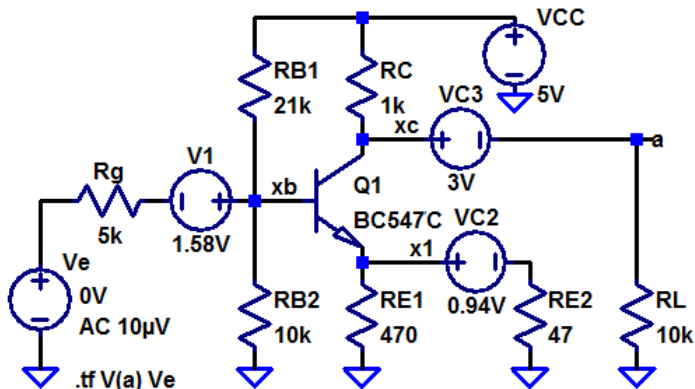 VCC
5V
RB1
21k
RC
1k
xc
VC3
3V
a
Rg
5k
V1
1.58V
xb
Q1
BC547C
x1
VC2
0.94V
Ve
0V
AC 10µV
RB2
10k
RE1
470
RE2
47
RL
10k
.tf V(a) Ve